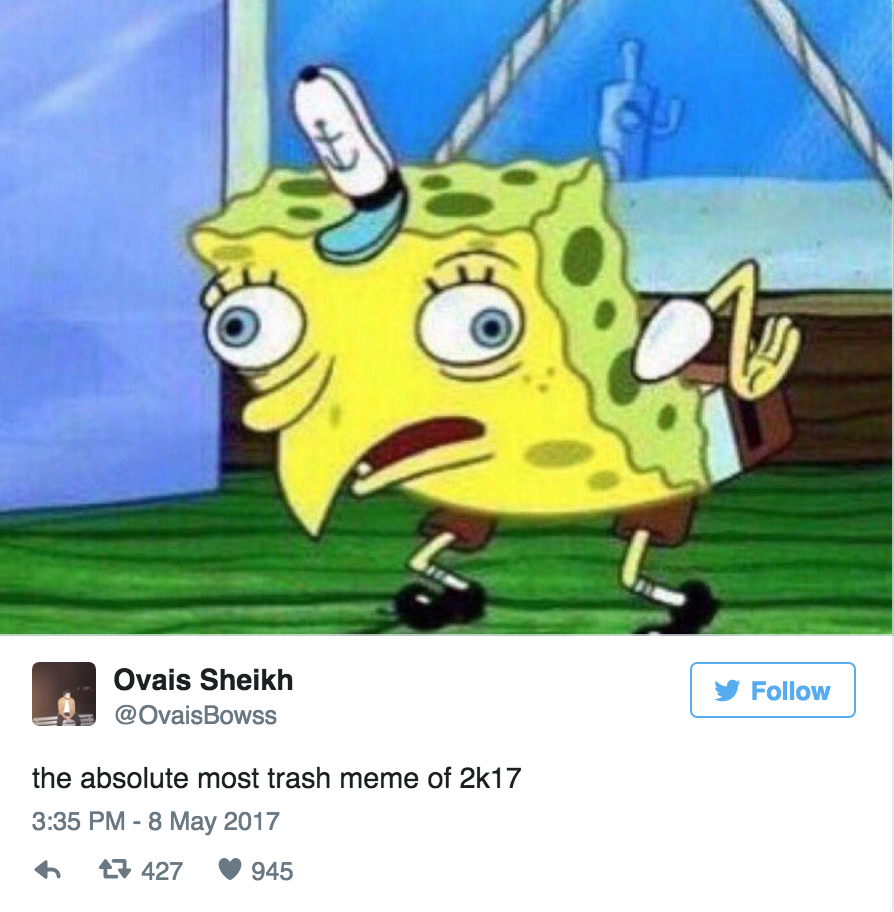 Ovais Sheikh
@OvaisBowss
Follow
the absolute most trash meme of 2k17
3:35 PM - 8 May 2017
427 945